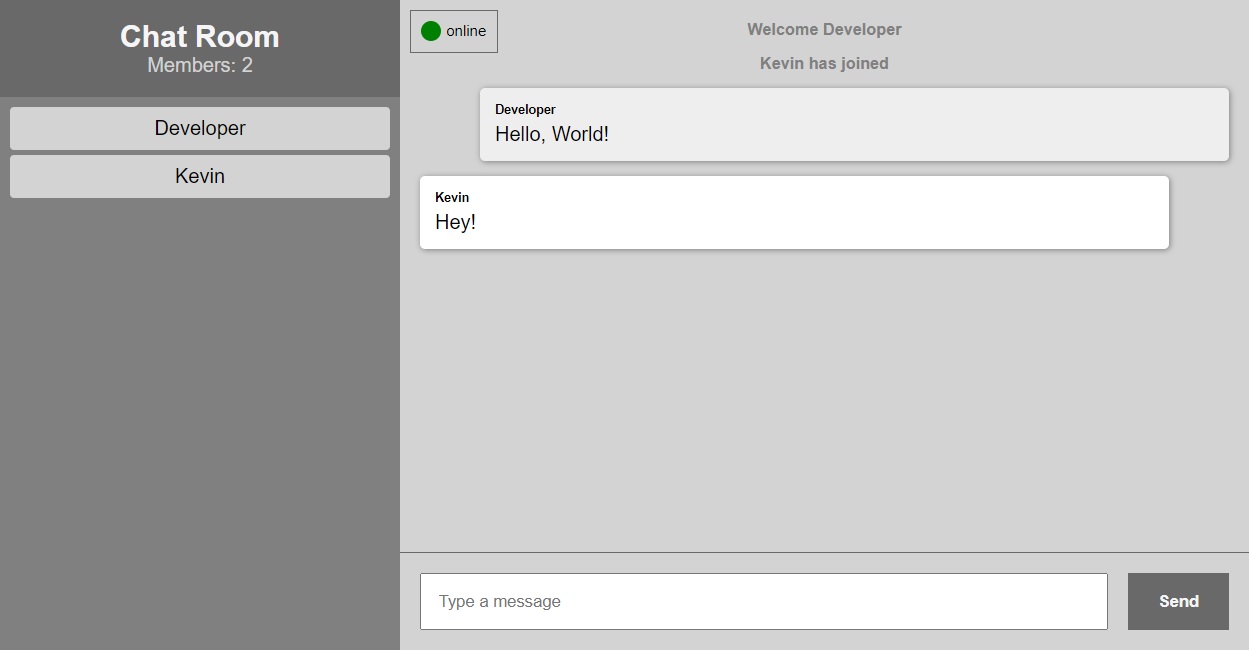 Chat Room
Members: 2
Developer
Kevin
online
Welcome Developer
Kevin has joined
Developer
Hello, World!
Kevin
Hey!
Type a message
Send